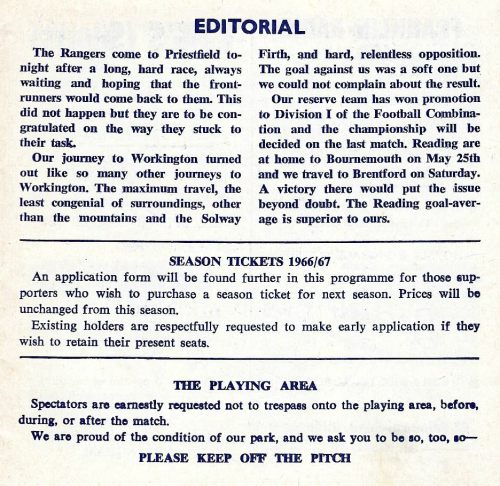 EDITORIAL
The Rangers come to Priestfield to-
night after a long, hard race, always
waiting and hoping that the front-
runners would come back to them. This
did not happen but they are to be con-
gratulated on the way they stuck to
their task.
Our journey to Workington turned
out like so many other journeys to
Workington. The maximum travel, the
least congenial of surroundings, other
than the mountains and the Solway
Firth, and hard, relentless opposition.
The goal against us was a soft one but
we could not complain about the result.
Our reserve team has won promotion
to Division I of the Football Combina-
tion and the championship will be
decided on the last match. Reading are
at home to Bournemouth on May 25th
and we travel to Brentford on Saturday.
A victory there would put the issue
beyond doubt. The Reading goal-aver-
age is superior to ours.
SEASON TICKETS 1966/67
An application form will be found further in this programme for those sup-
porters who wish to purchase a season ticket for next season. Prices will be
unchanged from this season.
Existing holders are respectfully requested to make early application if they
wish to retain their present seats.
THE PLAYING AREA
Spectators are earnestly requested not to trespass onto the playing area, before,
during, or after the match.
We are proud of the condition of our park, and we ask you to be so, too, so—
PLEASE KEEP OFF THE PITCH